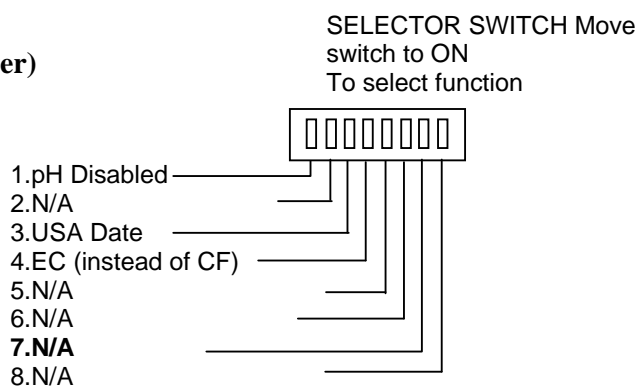 SELECTOR SWITCH Move
switch to ON
To select function
er)
1.pH Disabled
2.N/A
3.USA Date
4.EC (instead of CF)
5.N/A
6.N/A
7.N/A
8.N/A